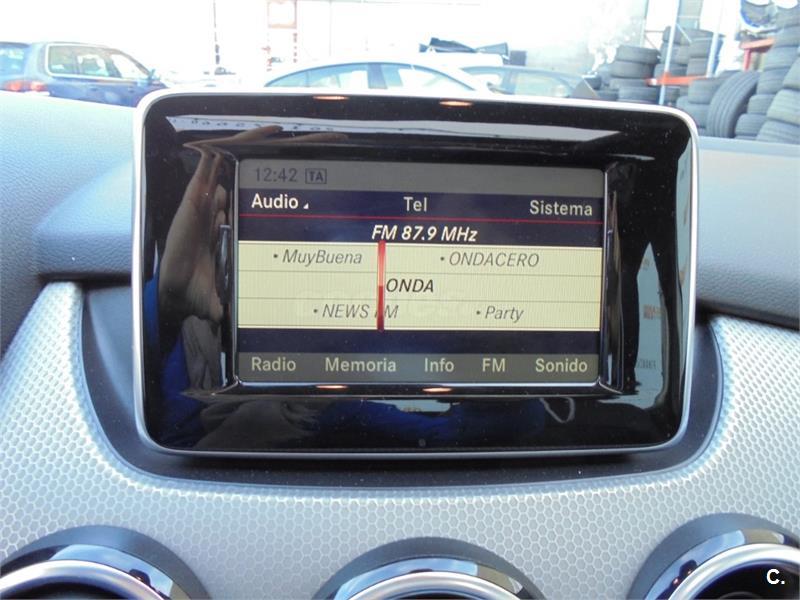 12:42 TA
Audio Tel Sistema
FM 87.9 MHz
• MuyBuena • ONDACERO
ONDA
• NEWS FM • Party
Radio Memoria Info FM Sonido
C.